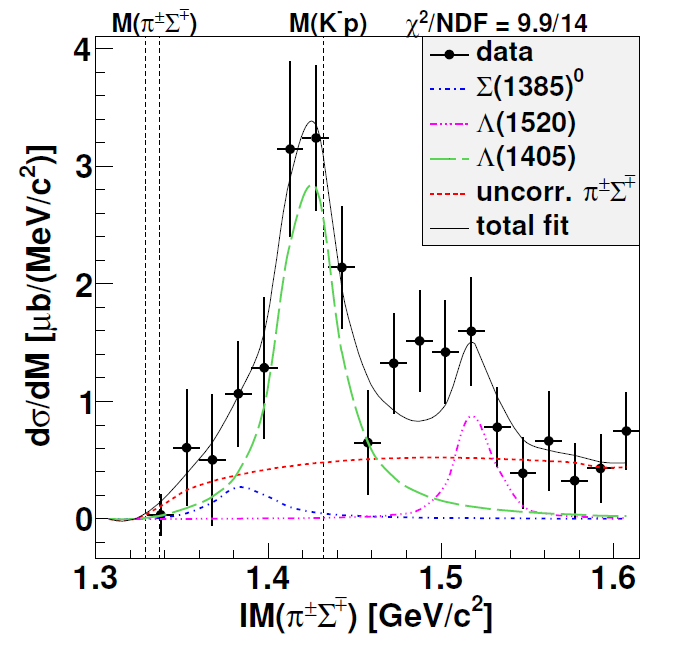 M(π±Σ∓) M(K⁻p) χ²/NDF = 9.9/14
data
Σ(1385)⁰
Λ(1520)
Λ(1405)
uncorr. π±Σ∓
total fit
4
3
2
1
0
dσ/dM [μb/(MeV/c²)]
1.3 1.4 1.5 1.6
IM(π±Σ∓) [GeV/c²]